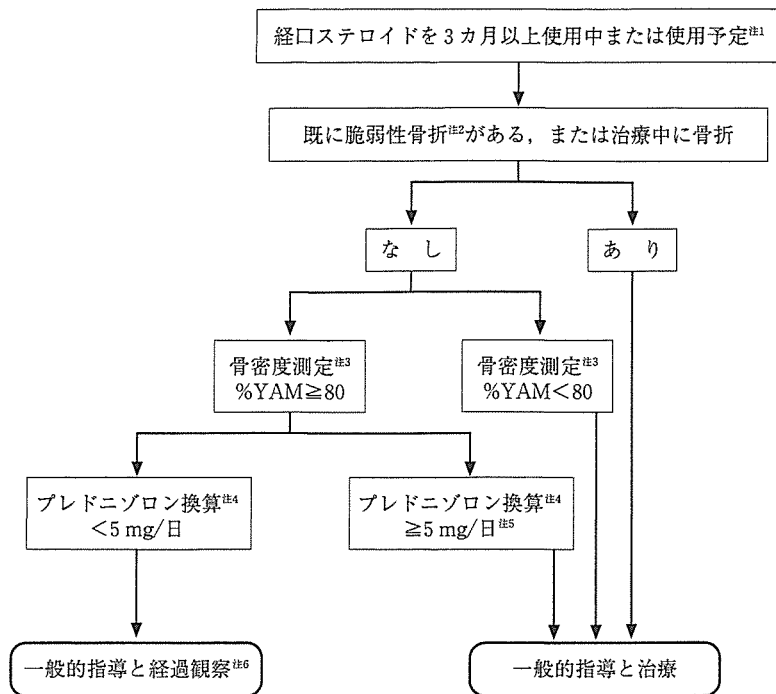 経口ステロイドを3カ月以上使用中または使用予定注1
既に脆弱性骨折注2がある，または治療中に骨折
なし
あり
骨密度測定注3
%YAM≧80
骨密度測定注3
%YAM＜80
プレドニゾロン換算注4
＜5 mg/日
プレドニゾロン換算注4
≧5 mg/日注5
一般的指導と経過観察注6
一般的指導と治療